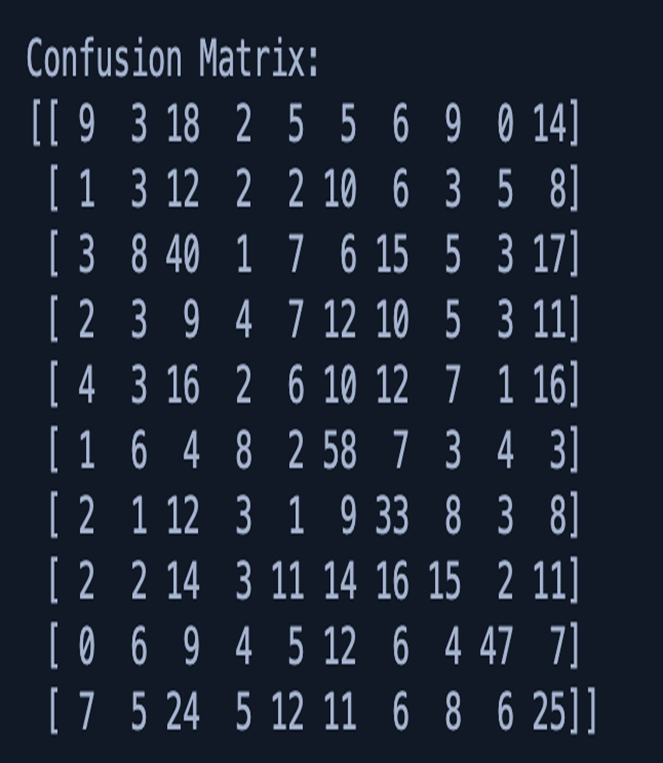 Confusion Matrix:
[[ 9  3 18  2  5  5  6  9  0 14]
 [ 1  3 12  2  2 10  6  3  5  8]
 [ 3  8 40  1  7  6 15  5  3 17]
 [ 2  3  9  4  7 12 10  5  3 11]
 [ 4  3 16  2  6 10 12  7  1 16]
 [ 1  6  4  8  2 58  7  3  4  3]
 [ 2  1 12  3  1  9 33  8  3  8]
 [ 2  2 14  3 11 14 16 15  2 11]
 [ 0  6  9  4  5 12  6  4 47  7]
 [ 7  5 24  5 12 11  6  8  6 25]]